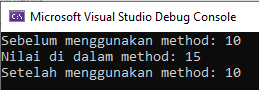 Microsoft Visual Studio Debug Console
Sebelum menggunakan method: 10
Nilai di dalam method: 15
Setelah menggunakan method: 10